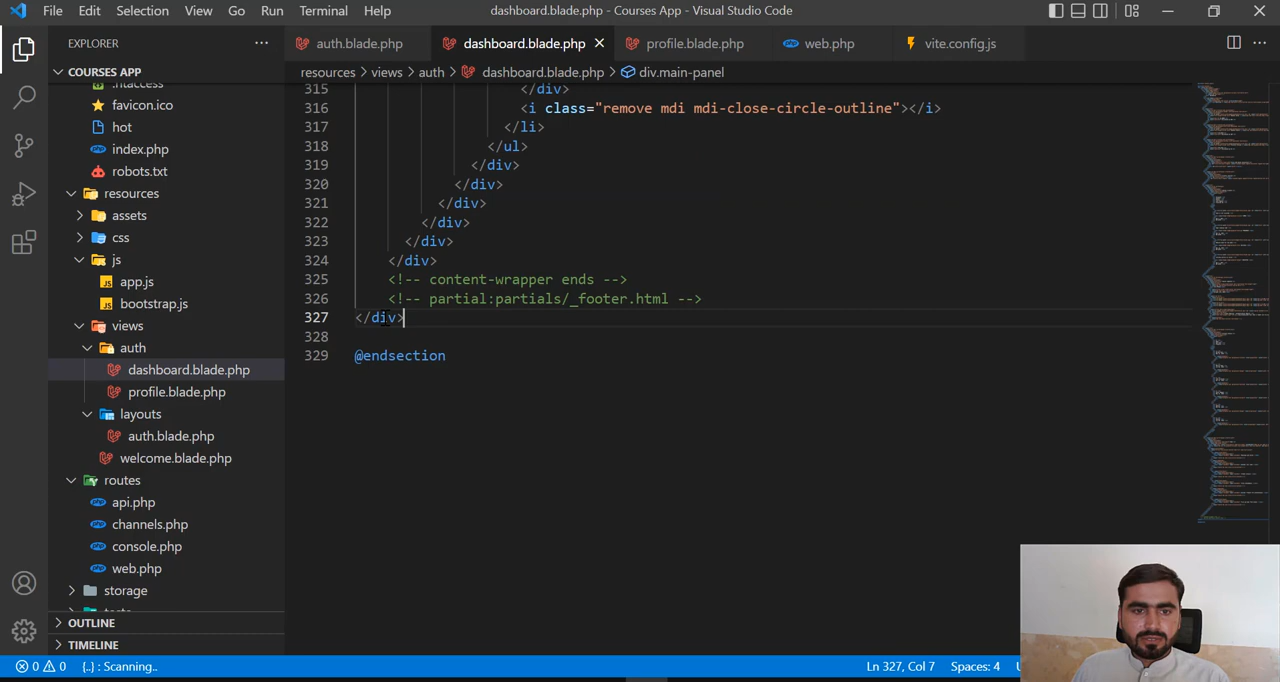 File Edit Selection View Go Run Terminal Help dashboard.blade.php - Courses App - Visual Studio Code
EXPLORER
auth.blade.php dashboard.blade.php profile.blade.php web.php vite.config.js
COURSES APP
resources > views > auth > dashboard.blade.php > div.main-panel
.htaccess
favicon.ico
hot
index.php
robots.txt
resources
assets
css
js
app.js
bootstrap.js
views
auth
dashboard.blade.php
profile.blade.php
layouts
auth.blade.php
welcome.blade.php
routes
api.php
channels.php
console.php
web.php
storage
OUTLINE
TIMELINE
315 </div>
316 <i class="remove mdi mdi-close-circle-outline"></i>
317 </li>
318 </ul>
319 </div>
320 </div>
321 </div>
322 </div>
323 </div>
324 </div>
325 <!-- content-wrapper ends -->
326 <!-- partial:partials/_footer.html -->
327 </div>
328
329 @endsection
0 0 {..} : Scanning.. Ln 327, Col 7 Spaces: 4